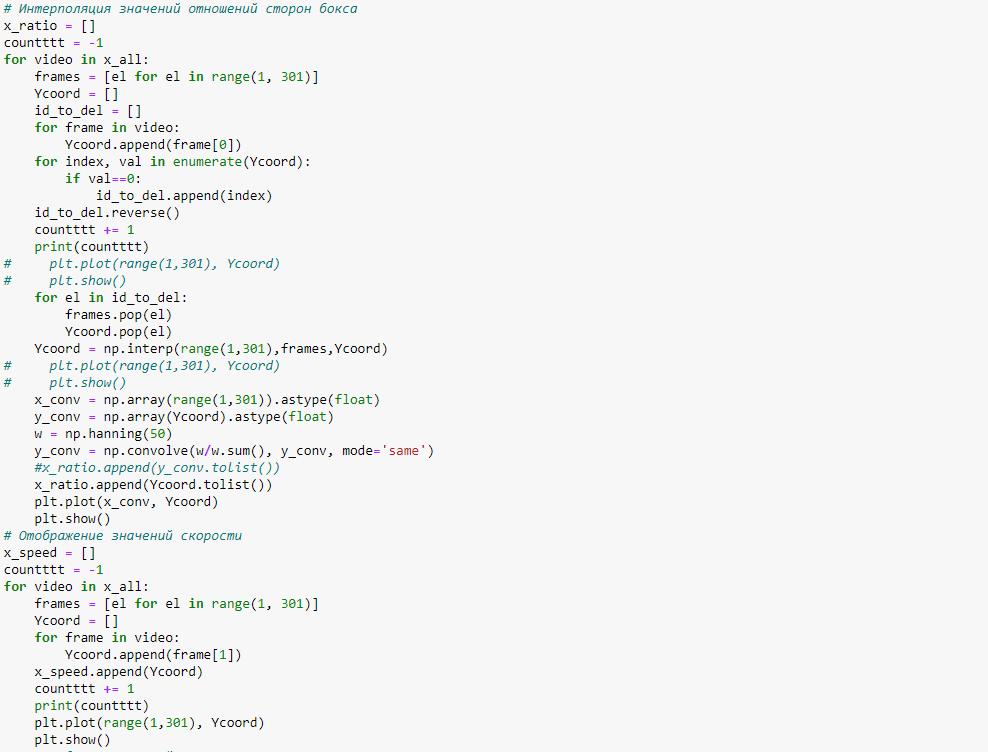 # Интерполяция значений отношений сторон бокса
x_ratio = []
countttt = -1
for video in x_all:
    frames = [el for el in range(1, 301)]
    Ycoord = []
    id_to_del = []
    for frame in video:
        Ycoord.append(frame[0])
    for index, val in enumerate(Ycoord):
        if val==0:
            id_to_del.append(index)
    id_to_del.reverse()
    countttt += 1
    print(countttt)
#     plt.plot(range(1,301), Ycoord)
#     plt.show()
    for el in id_to_del:
        frames.pop(el)
        Ycoord.pop(el)
    Ycoord = np.interp(range(1,301),frames,Ycoord)
#     plt.plot(range(1,301), Ycoord)
#     plt.show()
    x_conv = np.array(range(1,301)).astype(float)
    y_conv = np.array(Ycoord).astype(float)
    w = np.hanning(50)
    y_conv = np.convolve(w/w.sum(), y_conv, mode='same')
    #x_ratio.append(y_conv.tolist())
    x_ratio.append(Ycoord.tolist())
    plt.plot(x_conv, Ycoord)
    plt.show()
# Отображение значений скорости
x_speed = []
countttt = -1
for video in x_all:
    frames = [el for el in range(1, 301)]
    Ycoord = []
    for frame in video:
        Ycoord.append(frame[1])
    x_speed.append(Ycoord)
    countttt += 1
    print(countttt)
    plt.plot(range(1,301), Ycoord)
    plt.show()